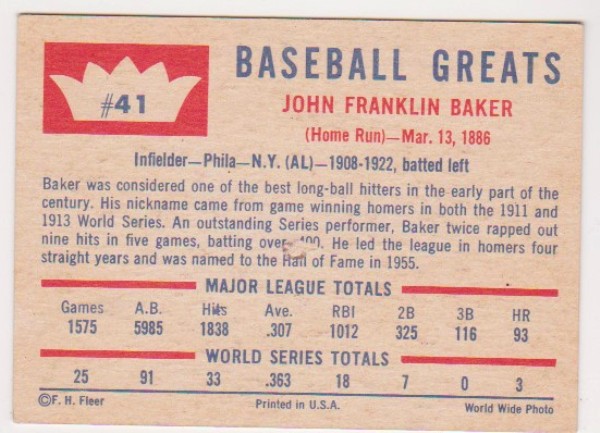 #41
BASEBALL GREATS
JOHN FRANKLIN BAKER
(Home Run)—Mar. 13, 1886
Infielder—Phila—N.Y. (AL)—1908-1922, batted left
Baker was considered one of the best long-ball hitters in the early part of the
century. His nickname came from game winning homers in both the 1911 and
1913 World Series. An outstanding Series performer, Baker twice rapped out
nine hits in five games, batting over .400. He led the league in homers four
straight years and was named to the Hall of Fame in 1955.
MAJOR LEAGUE TOTALS
Games A.B. Hits Ave. RBI 2B 3B HR
1575 5985 1838 .307 1012 325 116 93
WORLD SERIES TOTALS
25 91 33 .363 18 7 0 3
©F. H. Fleer Printed in U.S.A. World Wide Photo